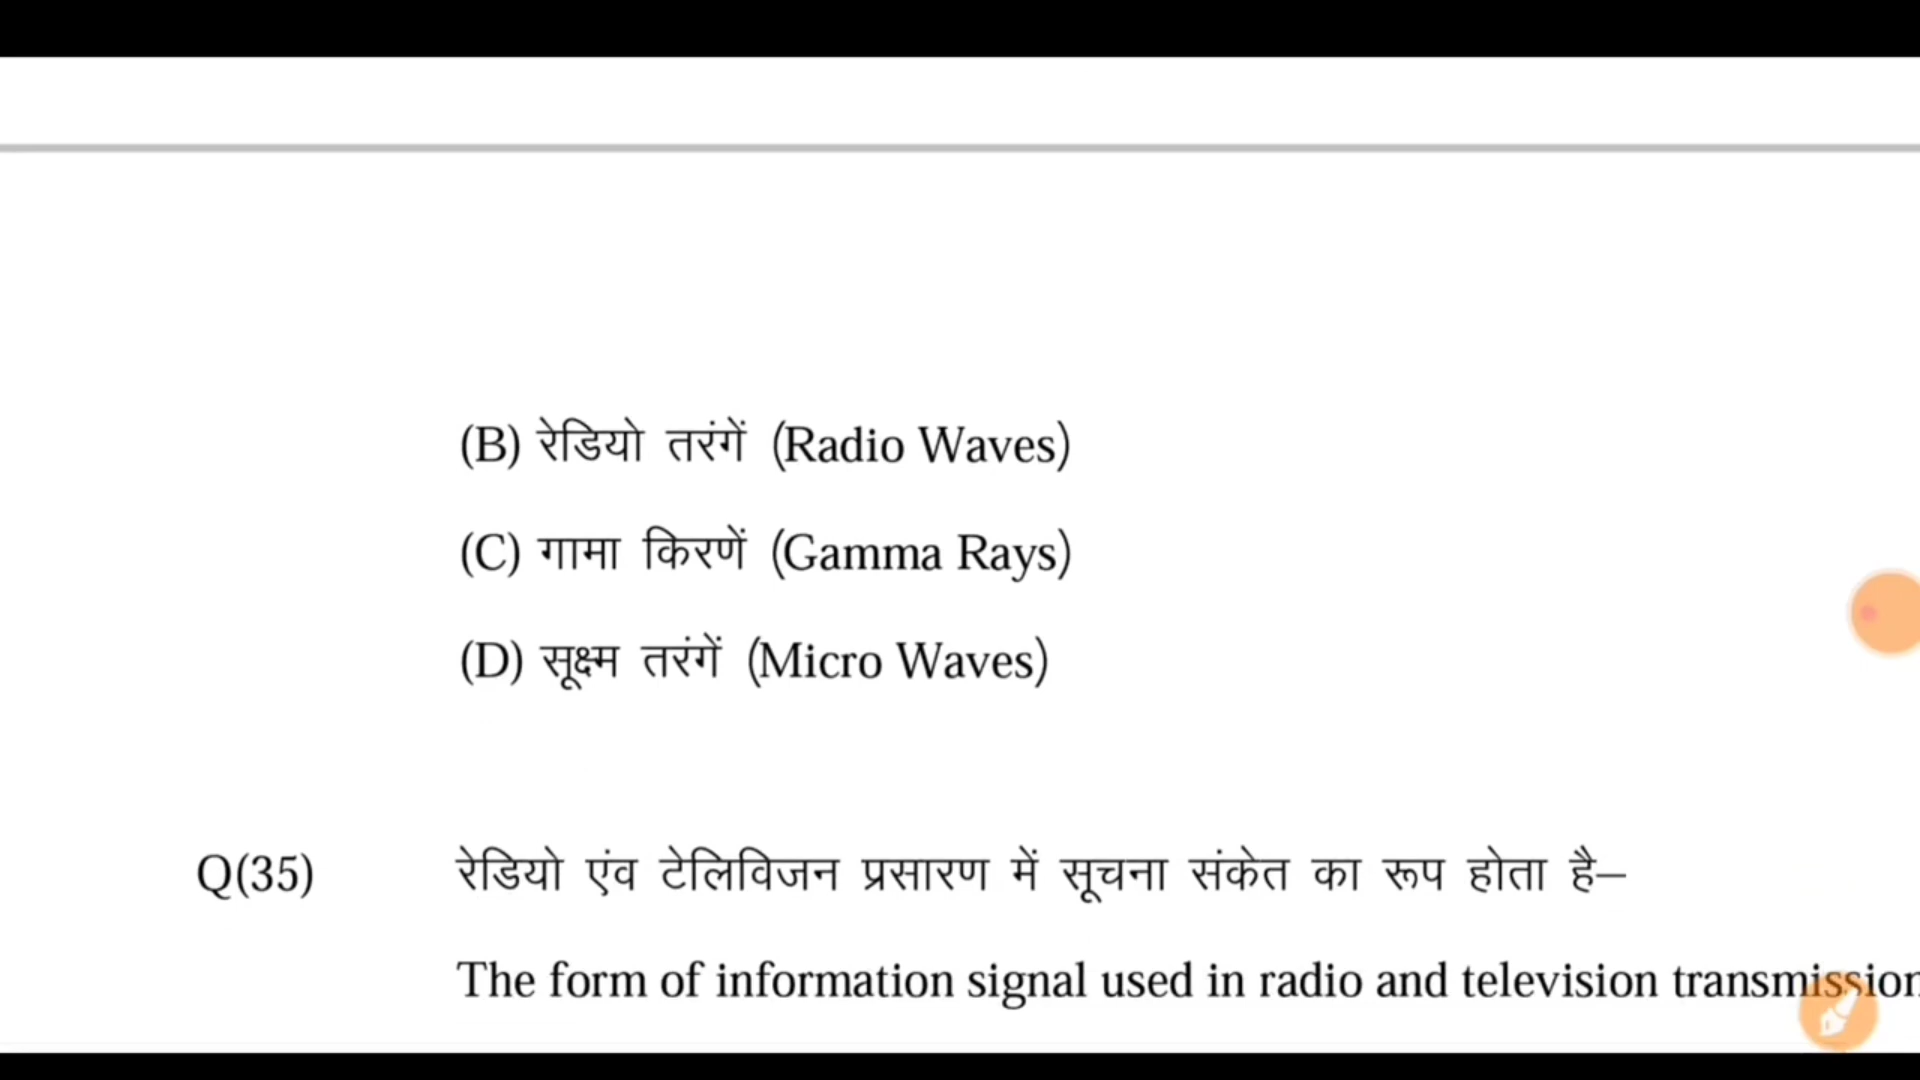 (B) रेडियो तरंगें (Radio Waves)
(C) गामा किरणें (Gamma Rays)
(D) सूक्ष्म तरंगें (Micro Waves)
Q(35) रेडियो एंव टेलिविजन प्रसारण में सूचना संकेत का रूप होता है–
The form of information signal used in radio and television transmission